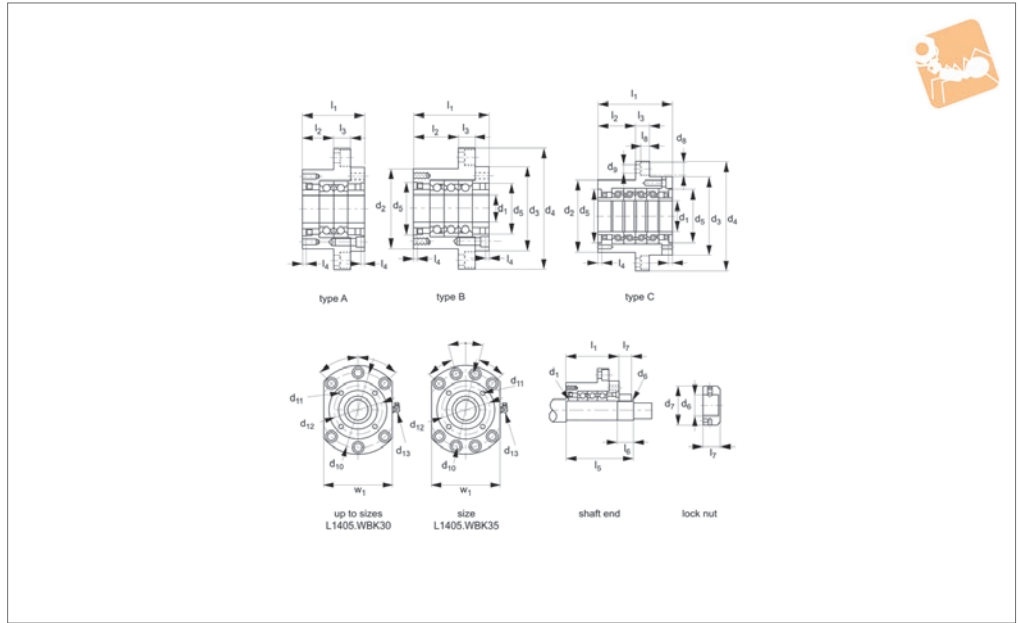 l₁ l₁ l₁
l₂ l₃ l₂ l₃ l₂ l₃
l₈ d₈
d₉
d₂ d₅ d₁ d₅ d₃ d₄ d₂ d₅ d₁ d₅ d₃ d₄
l₄ l₄ l₄ l₄ l₄
type A type B type C
l₁ l₇
d₁₁ d₁₁ d₁ d₆ d₇ d₆
d₁₂ d₁₂
d₁₀ d₁₃ d₁₀ d₁₃ l₆ l₇
w₁ w₁ l₅
up to sizes size shaft end lock nut
L1405.WBK30 L1405.WBK35